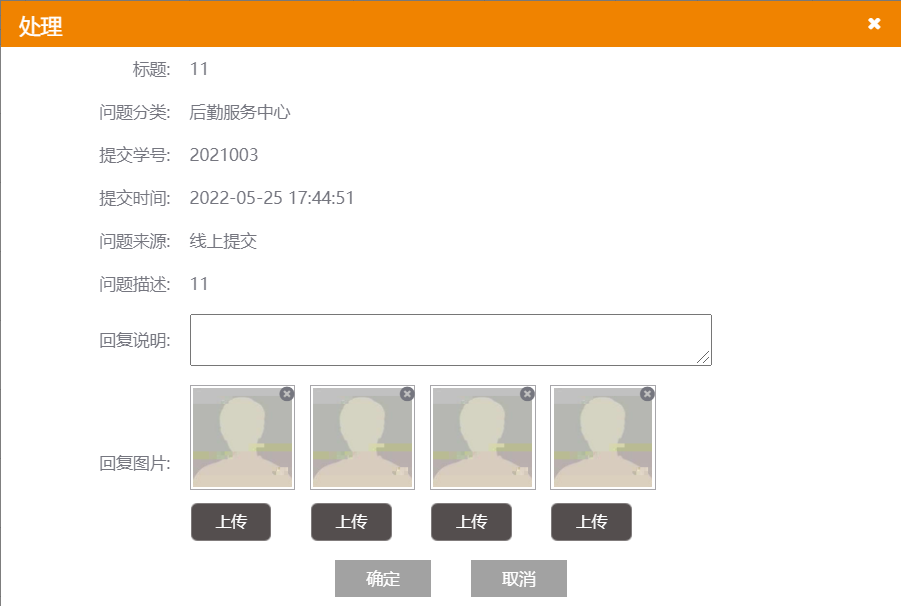 处理
标题: 11
问题分类: 后勤服务中心
提交学号: 2021003
提交时间: 2022-05-25 17:44:51
问题来源: 线上提交
问题描述: 11
回复说明:
回复图片:
上传 上传 上传 上传
确定 取消